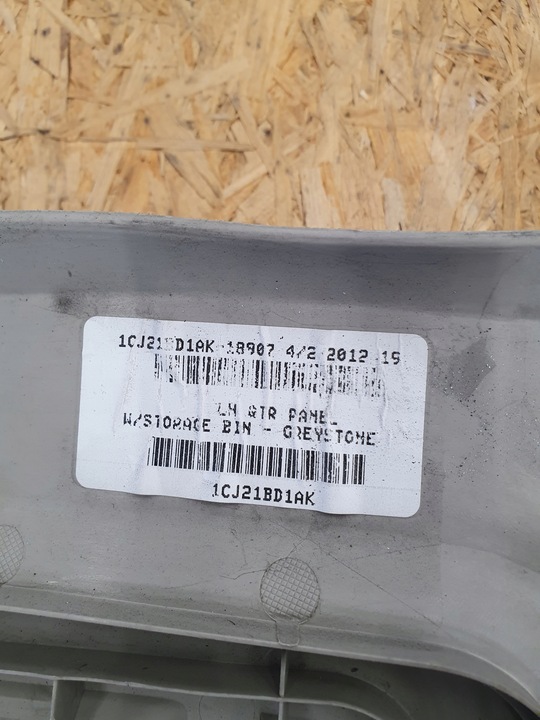 1CJ21BD1AK 18907 4/2 2012 19
LH QTR PANEL
W/STORAGE BIN - GREYSTONE
1CJ21BD1AK